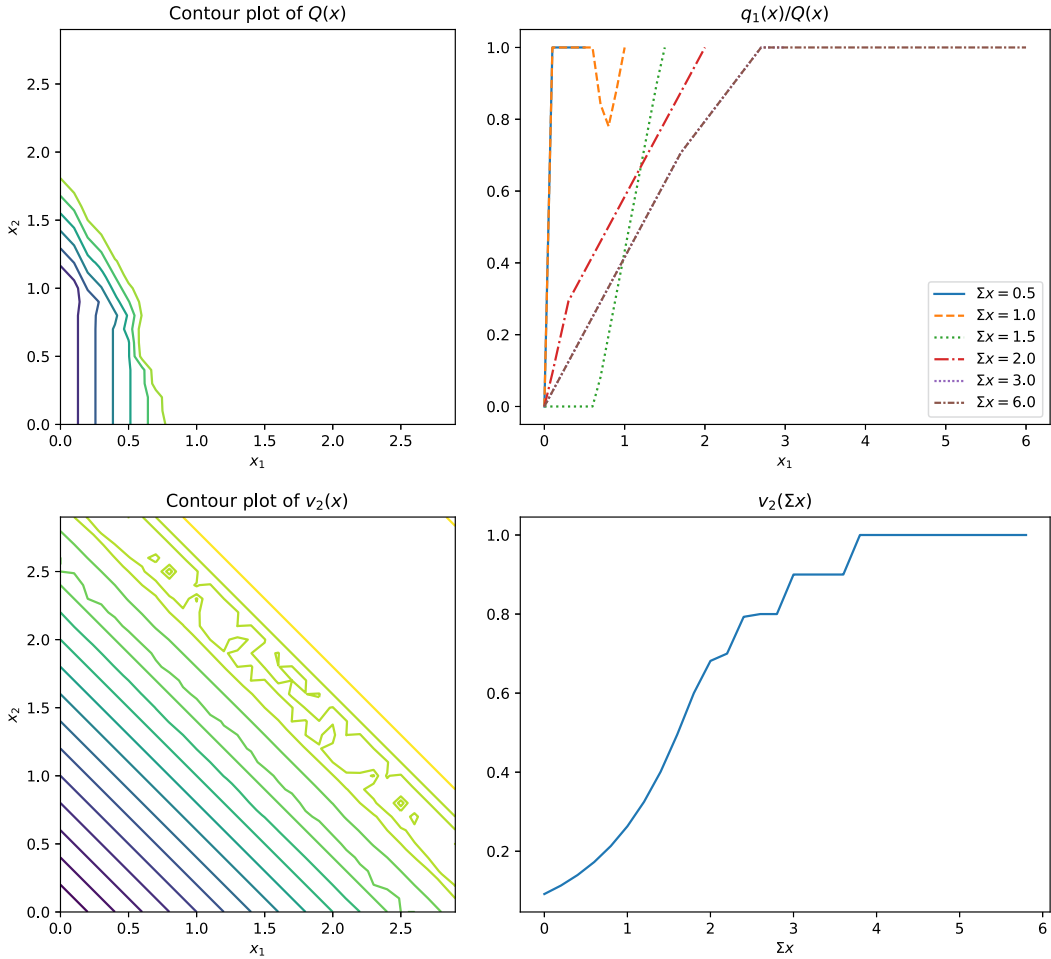 Contour plot of Q(x)
2.5
2.0
1.5
1.0
0.5
0.0
x₂
0.0 0.5 1.0 1.5 2.0 2.5
x₁
q₁(x)/Q(x)
1.0
0.8
0.6
0.4
0.2
0.0
0 1 2 3 4 5 6
x₁
Σx = 0.5
Σx = 1.0
Σx = 1.5
Σx = 2.0
Σx = 3.0
Σx = 6.0
Contour plot of v₂(x)
2.5
2.0
1.5
1.0
0.5
0.0
x₂
0.0 0.5 1.0 1.5 2.0 2.5
x₁
v₂(Σx)
1.0
0.8
0.6
0.4
0.2
0 1 2 3 4 5 6
Σx